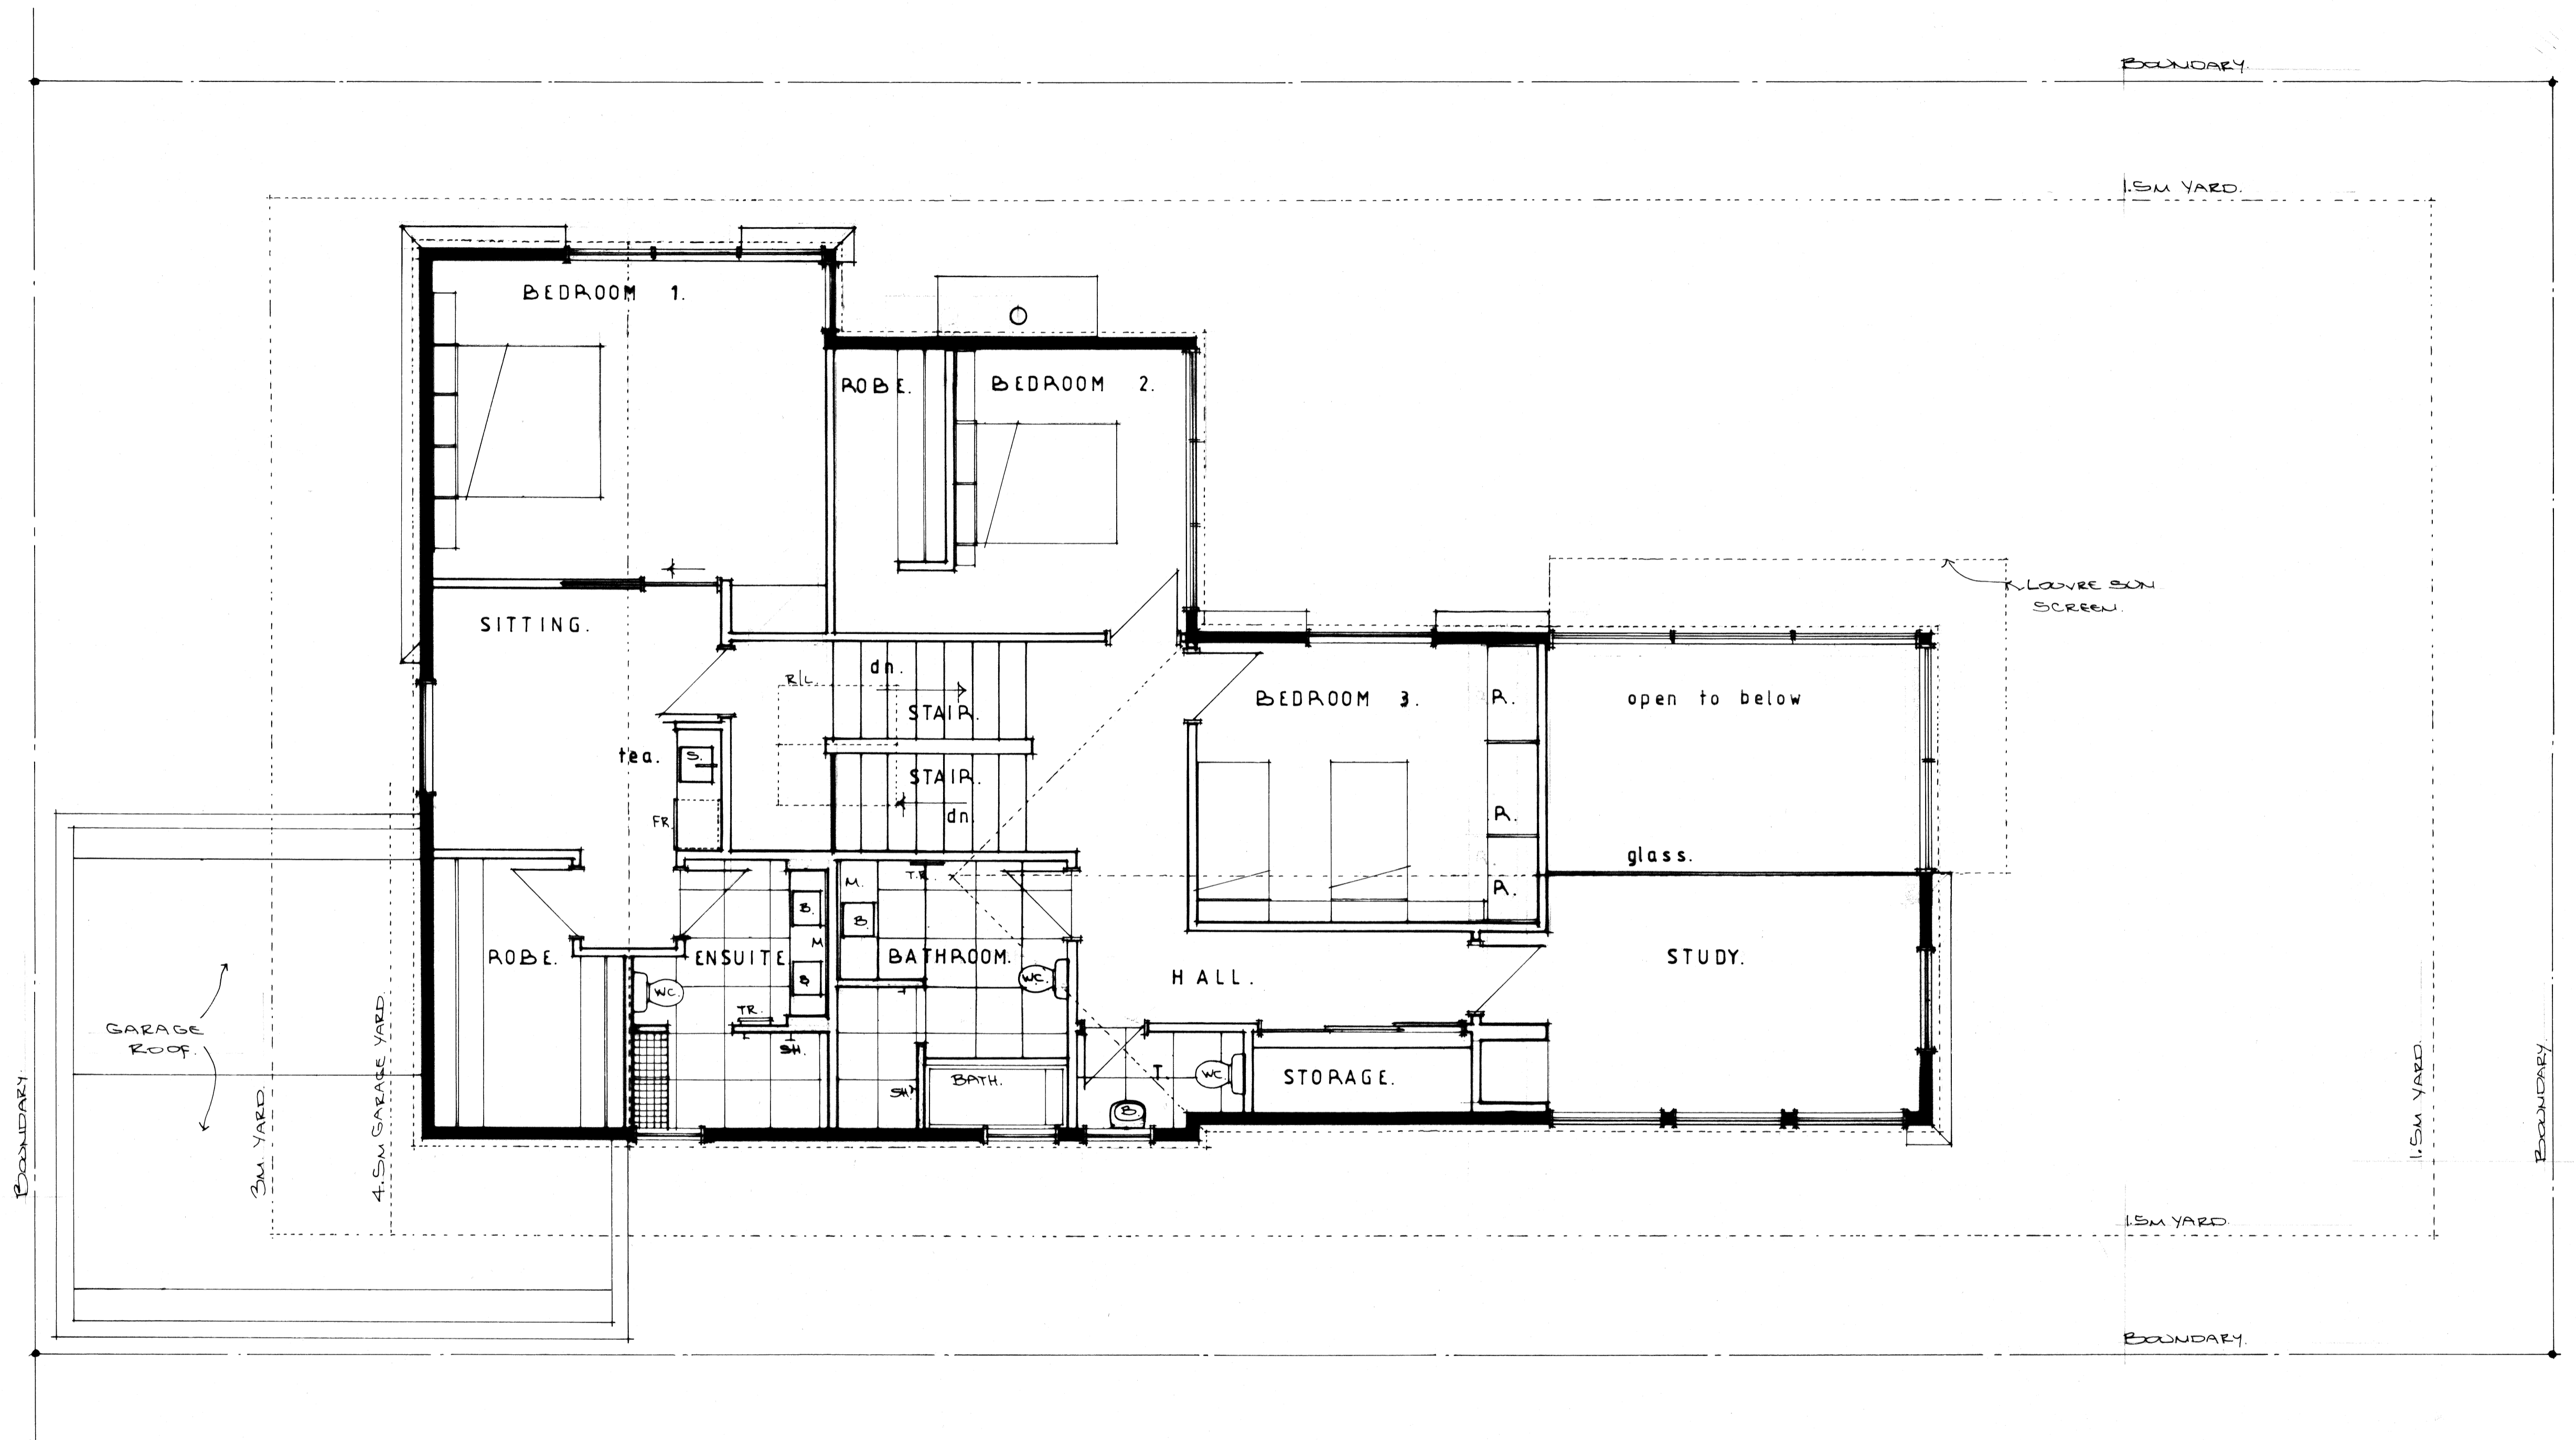 BOUNDARY.
1.5M YARD.
BEDROOM 1.
ROBE.
BEDROOM 2.
LOUVRE SUN
SCREEN.
SITTING.
dn.
R/L.
STAIR.
BEDROOM 3.
R.
open to below
tea.
S.
STAIR.
FR.
dn
R.
glass.
T.R.
M.
R.
B.
B.
M
ROBE.
ENSUITE
BATHROOM.
STUDY.
WC.
WC.
B
HALL.
TR.
GARAGE
ROOF.
SH.
SH.
BATH.
T.
WC
STORAGE.
B
BOUNDARY.
3M. YARD.
4.5M GARAGE YARD.
1.5M YARD.
BOUNDARY.
1.5M YARD.
BOUNDARY.